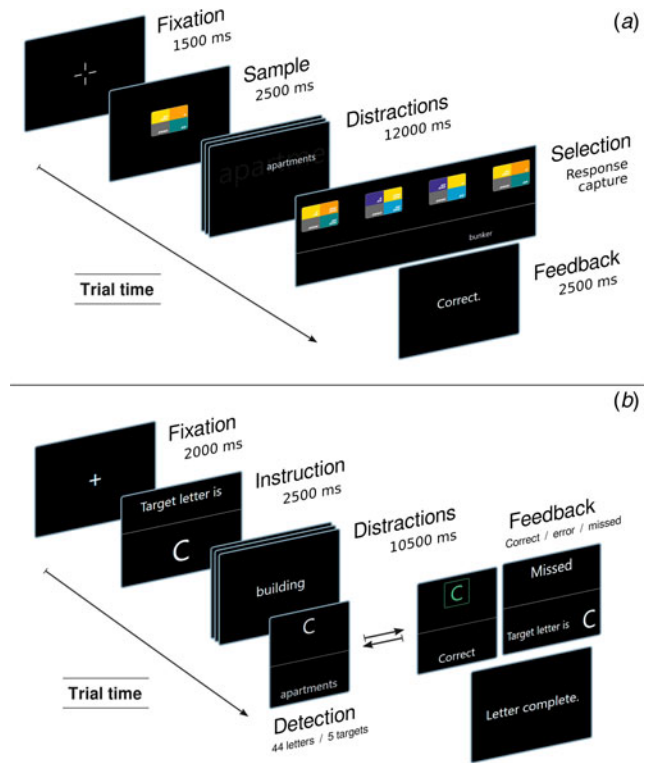 (a)
Fixation
1500 ms
Sample
2500 ms
Distractions
12000 ms
apartme
apartments
Selection
Response
capture
bunker
Feedback
2500 ms
Correct.
Trial time
(b)
Fixation
2000 ms
+
Instruction
2500 ms
Target letter is
C
Distractions
10500 ms
building
C
apartments
Detection
44 letters / 5 targets
Feedback
Correct / error / missed
C
Correct
Missed
Target letter is C
Letter complete.
Trial time